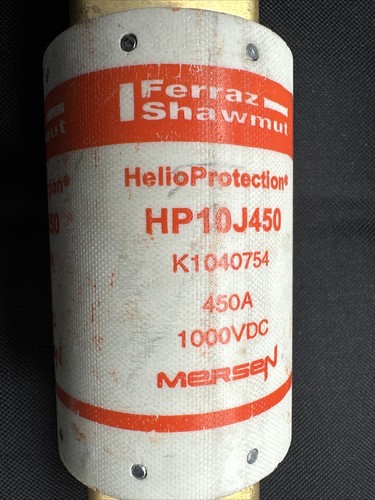 Ferraz
Shawmut
HelioProtection®
HP10J450
K1040754
450A
1000VDC
MERSEN